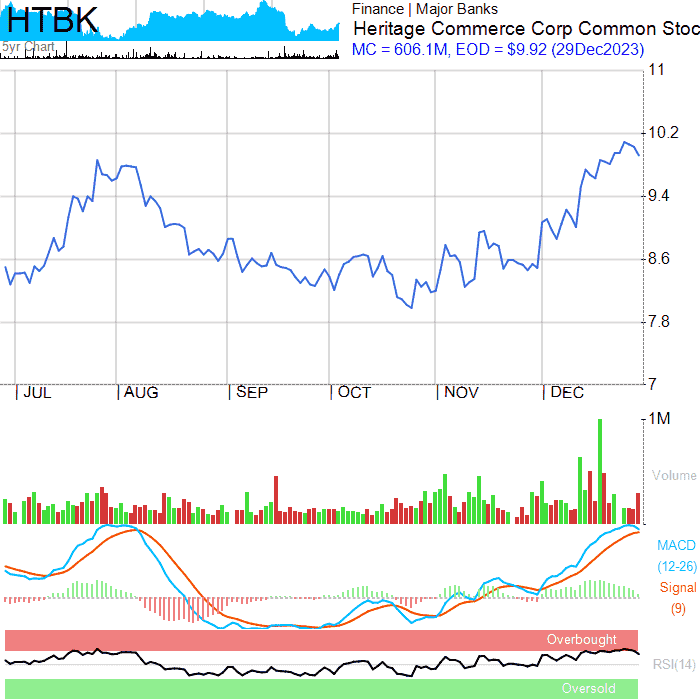 HTBK
5yr Chart
Finance | Major Banks
Heritage Commerce Corp Common Stoc
MC = 606.1M, EOD = $9.92 (29Dec2023)
11
10.2
9.4
8.6
7.8
7
JUL
AUG
SEP
OCT
NOV
DEC
1M
Volume
MACD
(12-26)
Signal
(9)
Overbought
RSI(14)
Oversold